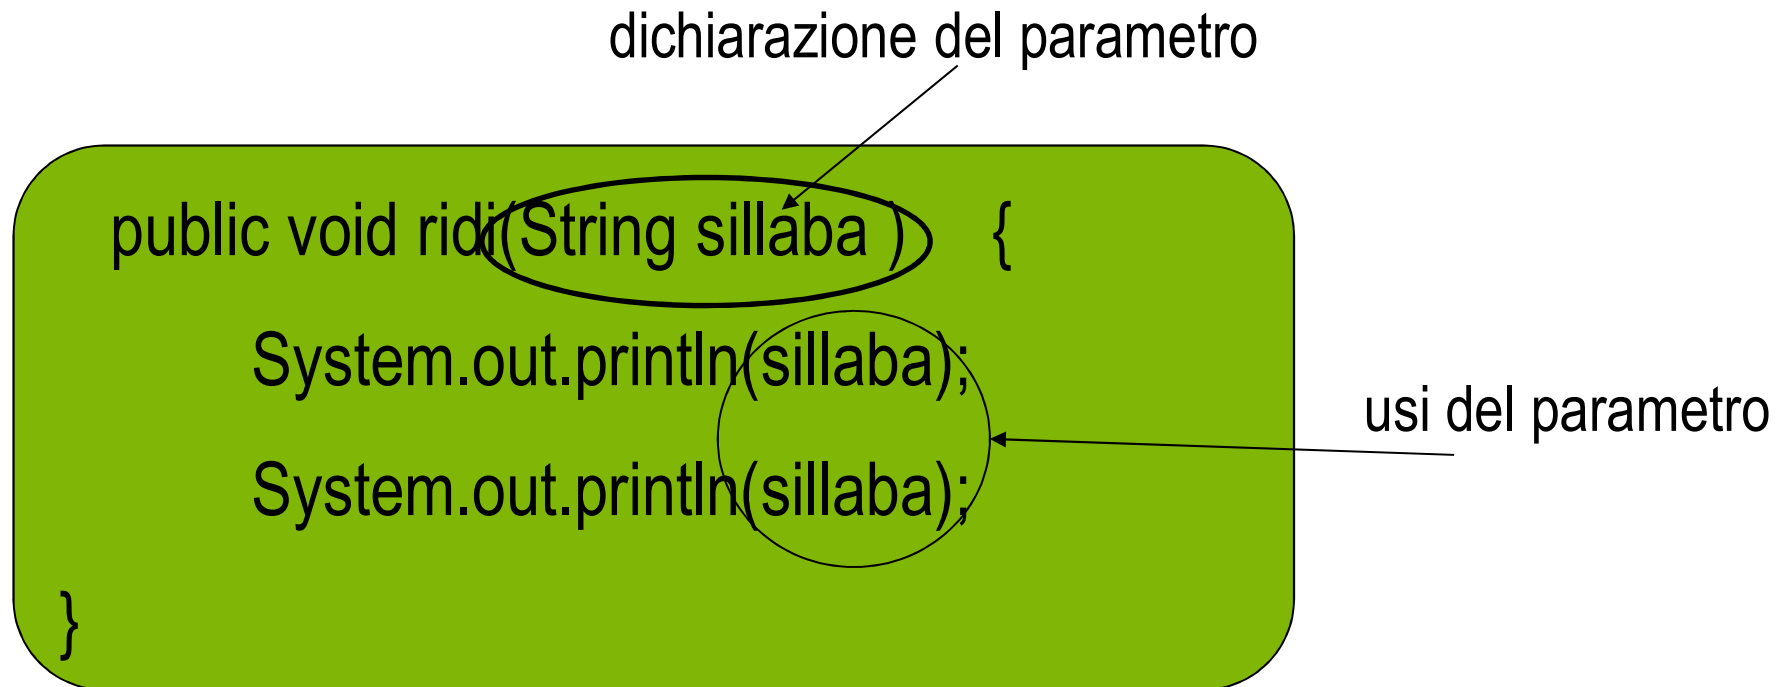 dichiarazione del parametro
public void ridi(String sillaba ) {
System.out.println(sillaba);
usi del parametro
System.out.println(sillaba);
}